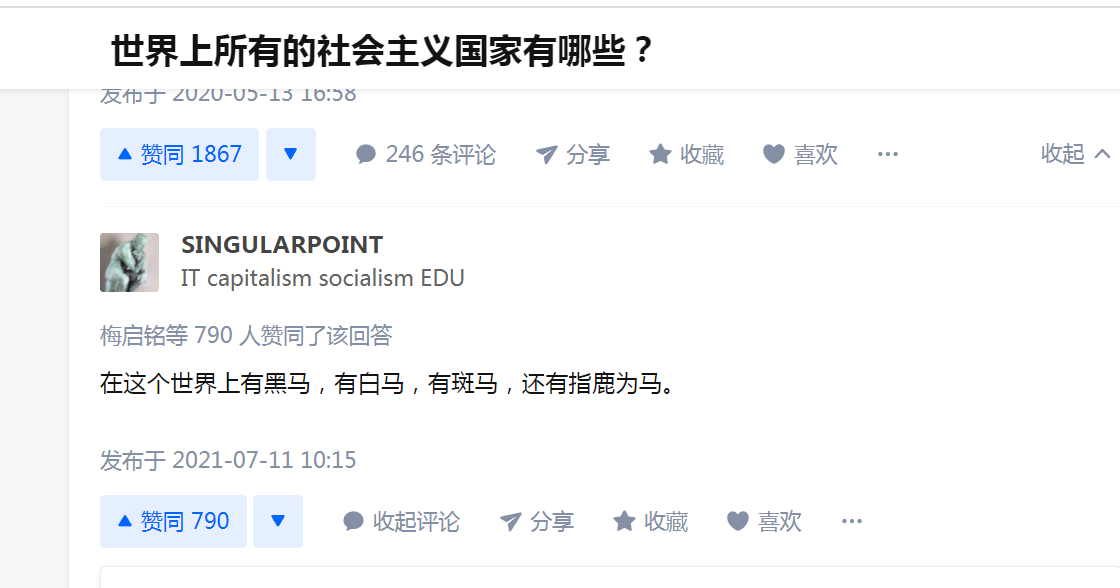 世界上所有的社会主义国家有哪些？
发布于 2020-05-13 16:58
赞同 1867
246 条评论
分享
收藏
喜欢
收起
SINGULARPOINT
IT capitalism socialism EDU
梅启铭等 790 人赞同了该回答
在这个世界上有黑马，有白马，有斑马，还有指鹿为马。
发布于 2021-07-11 10:15
赞同 790
收起评论
分享
收藏
喜欢